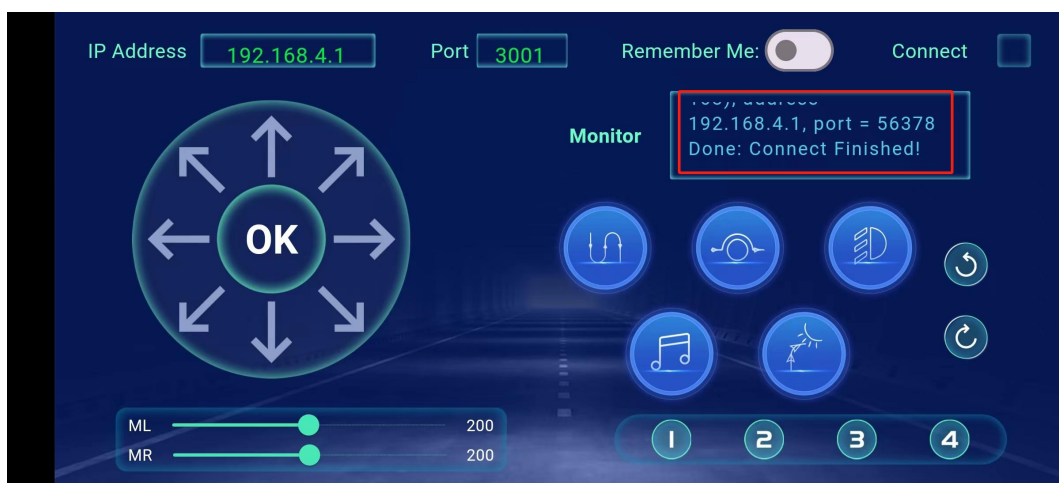 IP Address 192.168.4.1 Port 3001 Remember Me: Connect
Monitor
192.168.4.1, port = 56378
Done: Connect Finished!
OK
ML 200
MR 200
1 2 3 4